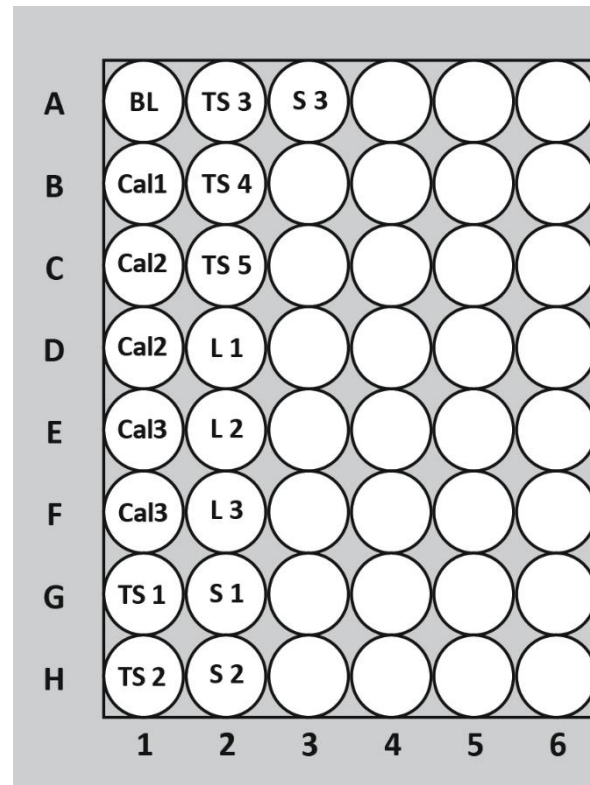 A BL TS 3 S 3
B Cal1 TS 4
C Cal2 TS 5
D Cal2 L 1
E Cal3 L 2
F Cal3 L 3
G TS 1 S 1
H TS 2 S 2
1 2 3 4 5 6